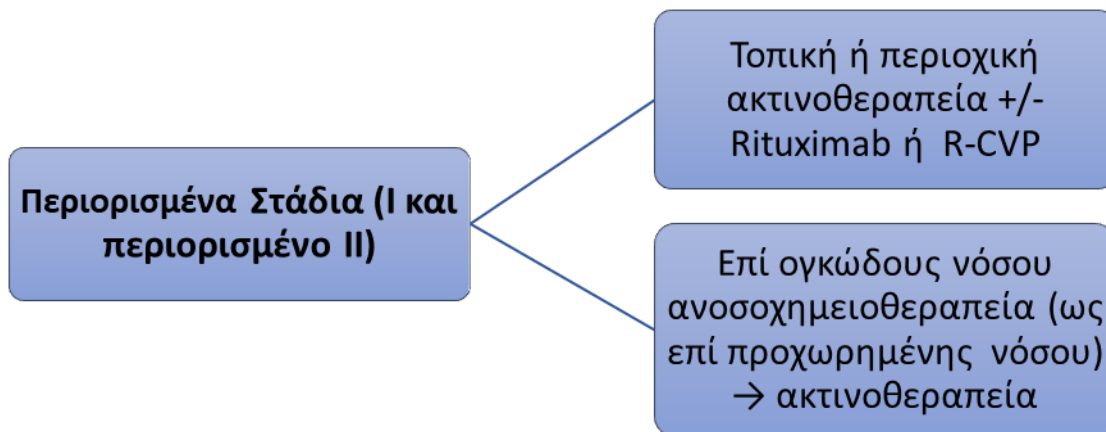 Περιορισμένα Στάδια (Ι και
περιορισμένο ΙΙ)
Τοπική ή περιοχική
ακτινοθεραπεία +/-
Rituximab ή R-CVP
Επί ογκώδους νόσου
ανοσοχημειοθεραπεία (ως
επί προχωρημένης νόσου)
→ ακτινοθεραπεία